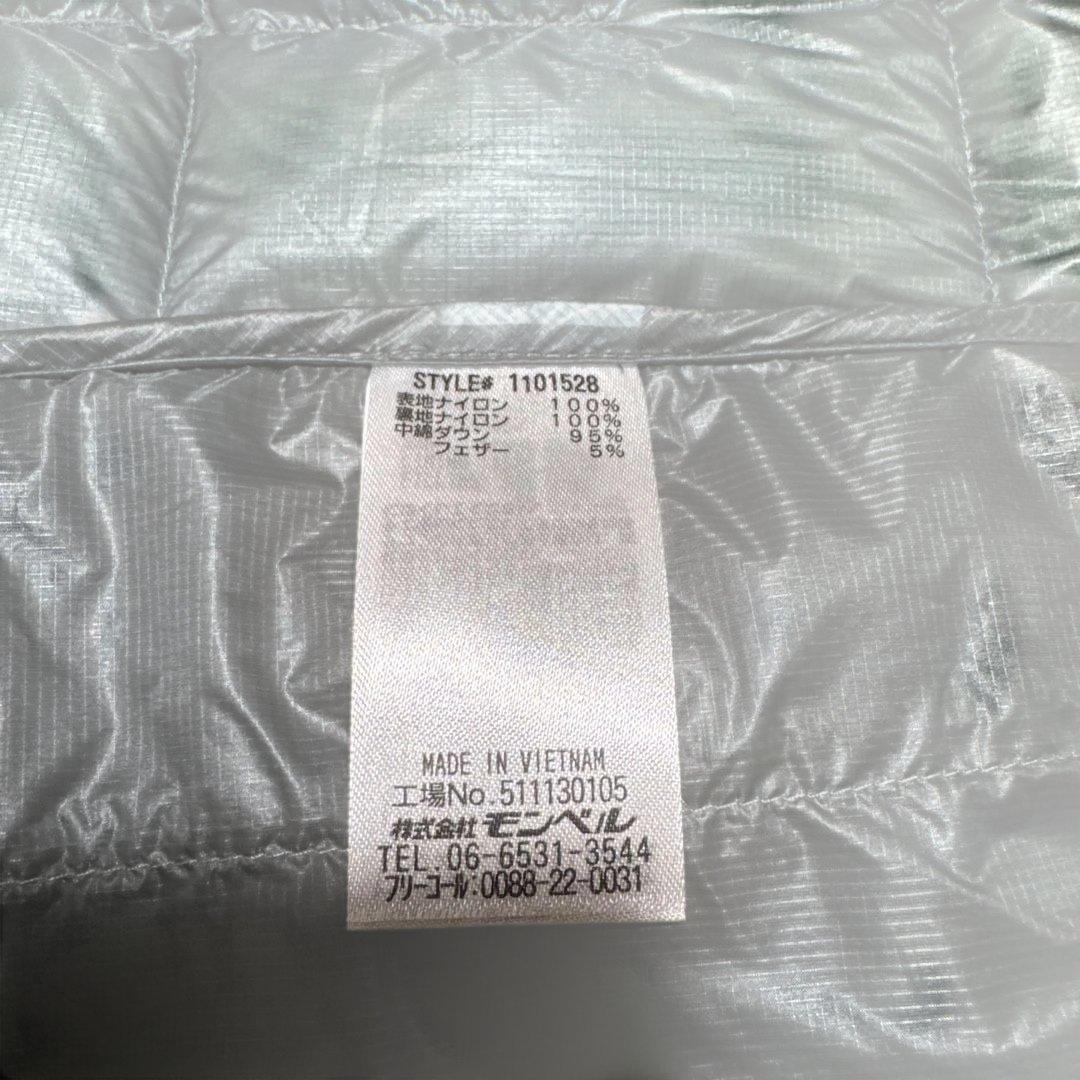 STYLE# 1101528
表地ナイロン 100%
裏地ナイロン 100%
中綿ダウン 95%
フェザー 5%
MADE IN VIETNAM
工場No.511130105
株式会社モンベル
TEL.06-6531-3544
フリーコール:0088-22-0031